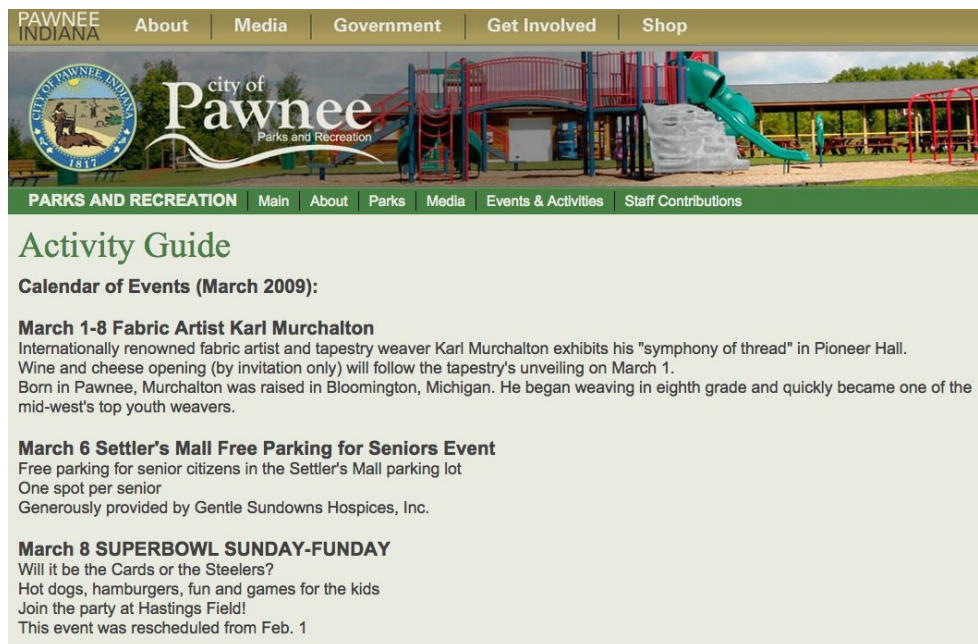 PAWNEE
INDIANA
About
Media
Government
Get Involved
Shop
CITY OF PAWNEE, INDIANA
1817
city of
Pawnee
Parks and Recreation
PARKS AND RECREATION
Main
About
Parks
Media
Events & Activities
Staff Contributions
Activity Guide
Calendar of Events (March 2009):
March 1-8 Fabric Artist Karl Murchalton
Internationally renowned fabric artist and tapestry weaver Karl Murchalton exhibits his "symphony of thread" in Pioneer Hall.
Wine and cheese opening (by invitation only) will follow the tapestry's unveiling on March 1.
Born in Pawnee, Murchalton was raised in Bloomington, Michigan. He began weaving in eighth grade and quickly became one of the
mid-west's top youth weavers.
March 6 Settler's Mall Free Parking for Seniors Event
Free parking for senior citizens in the Settler's Mall parking lot
One spot per senior
Generously provided by Gentle Sundowns Hospices, Inc.
March 8 SUPERBOWL SUNDAY-FUNDAY
Will it be the Cards or the Steelers?
Hot dogs, hamburgers, fun and games for the kids
Join the party at Hastings Field!
This event was rescheduled from Feb. 1